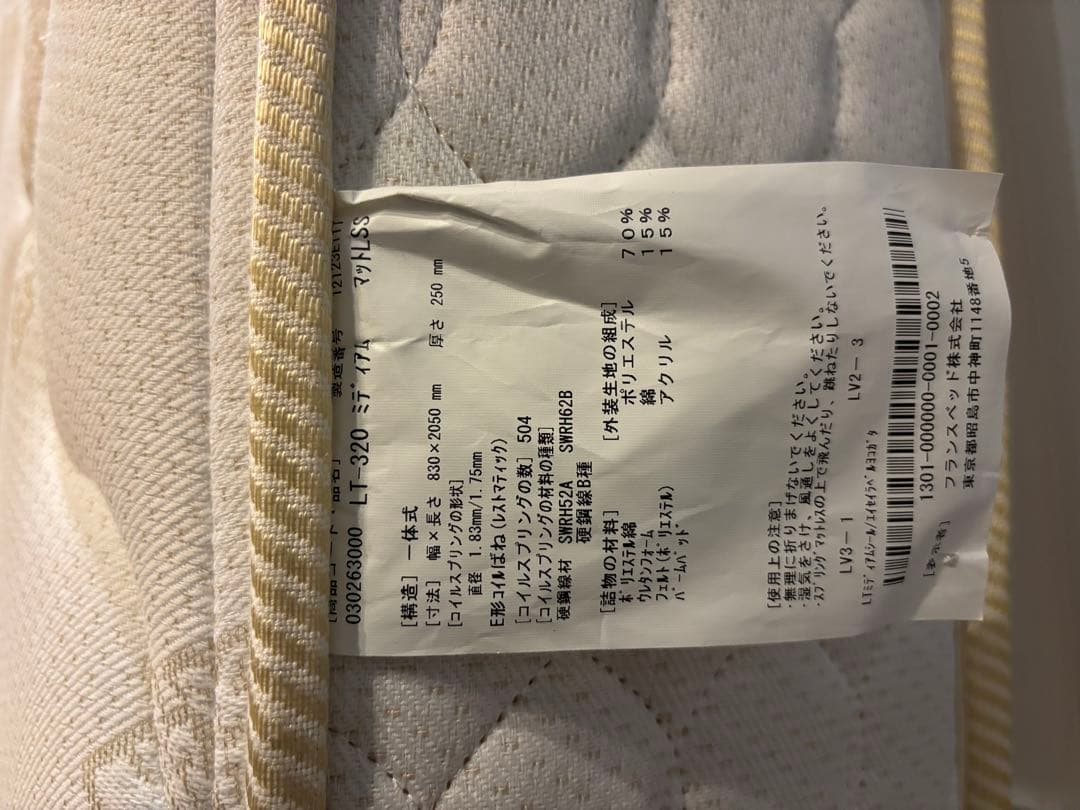 製造番号 12123E111
030263000 LT-320 ﾐﾃﾞｨｱﾑ ﾏｯﾄLSS
[構造] 一体式
[寸法] 幅×長さ 830×2050 mm 厚さ 250 mm
[コイルスプリングの形状]
直径 1.83mm/1.75mm
E形ｺｲﾙばね(ﾚｽﾄﾏﾃｨｯｸ)
[コイルスプリングの数] 504
[コイルスプリングの材料の種類]
硬鋼線材 SWRH52A SWRH62B
硬鋼線B種
[詰物の材料] [外装生地の組成]
ﾎﾟﾘｴｽﾃﾙ綿 ポリエステル 70%
ｳﾚﾀﾝﾌｫｰﾑ 綿 15%
ﾌｪﾙﾄ(ﾎﾟﾘｴｽﾃﾙ) アクリル 15%
ﾊﾟｰﾑﾊﾟｯﾄﾞ
[使用上の注意]
・無理に折りまげないでください。
・湿気をさけ、風通しをよくしてください。
・ｽﾌﾟﾘﾝｸﾞﾏｯﾄﾚｽの上で飛んだり、跳ねたりしないでください。
LV3-1 LV2-3
LTﾐﾃﾞｨｱﾑｼｰﾙ/ｴｲｾｲﾗﾍﾞﾙﾖｺｶﾞﾀ
1301-000000-0001-0002
[表示者] フランスベッド株式会社
東京都昭島市中神町1148番地5